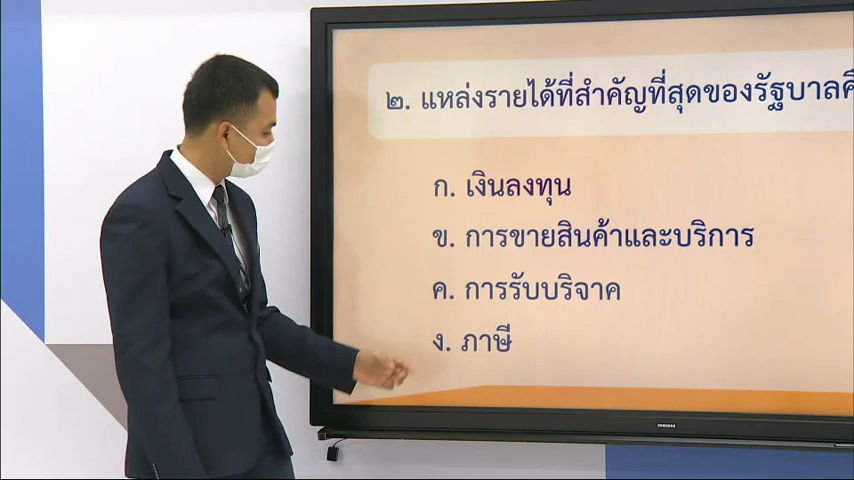 ๒. แหล่งรายได้ที่สำคัญที่สุดของรัฐบาลคื
ก. เงินลงทุน
ข. การขายสินค้าและบริการ
ค. การรับบริจาค
ง. ภาษี
SAMSUNG